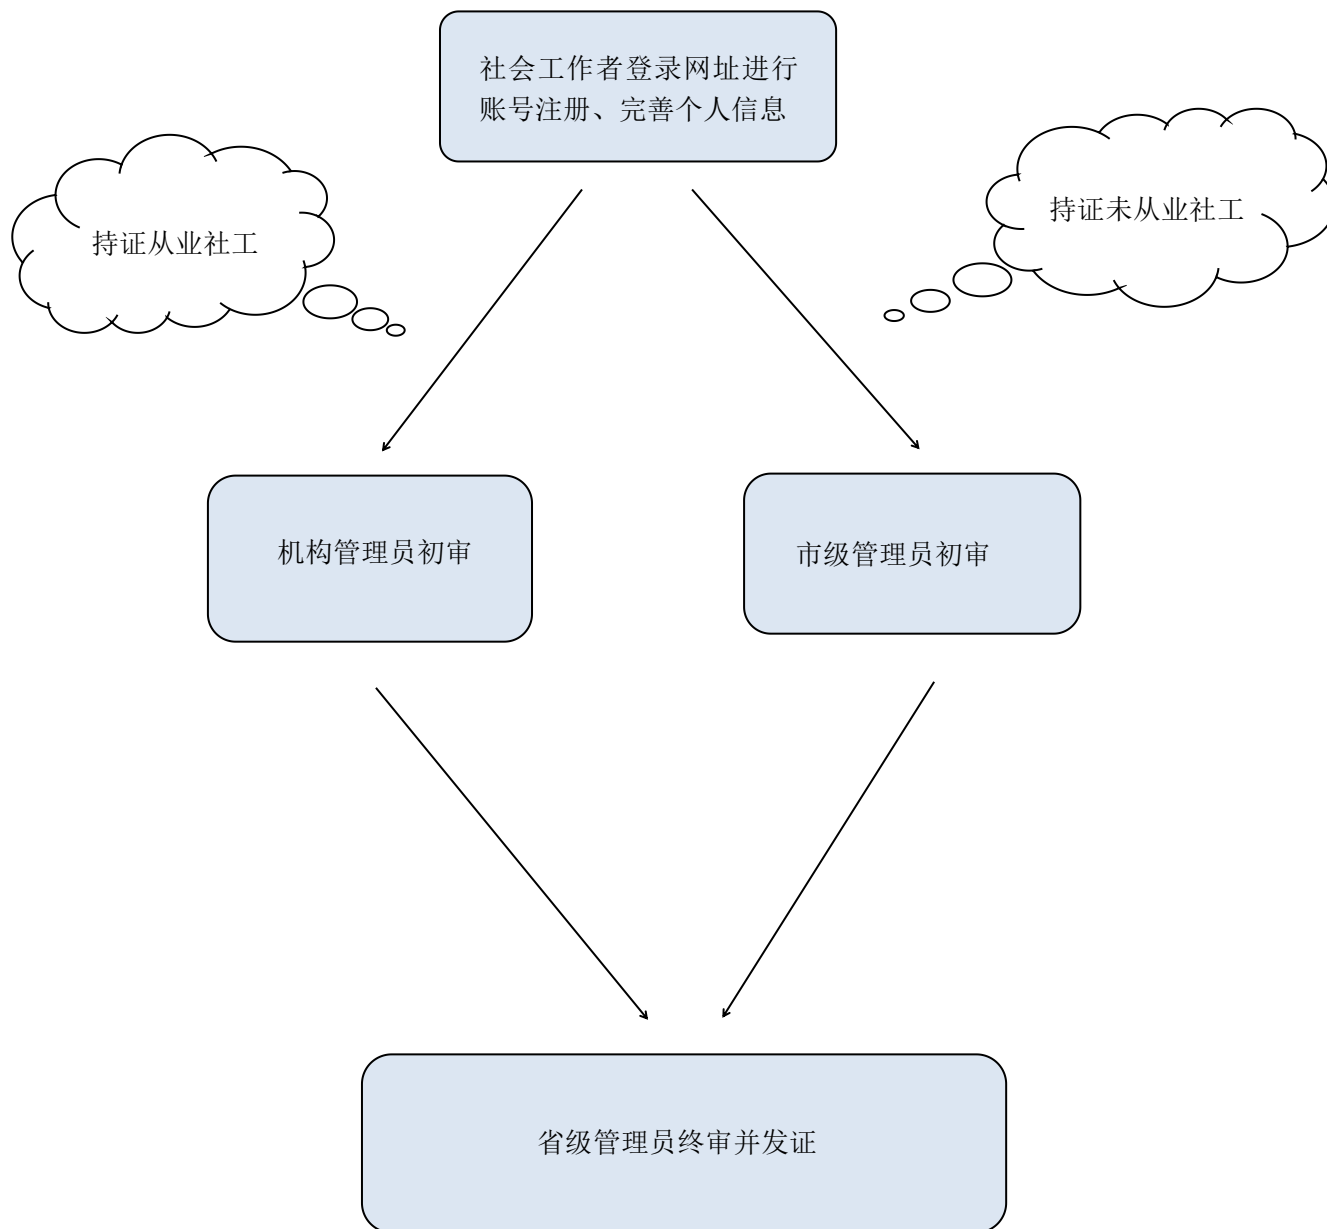 社会工作者登录网址进行
账号注册、完善个人信息
持证从业社工
持证未从业社工
机构管理员初审
市级管理员初审
省级管理员终审并发证